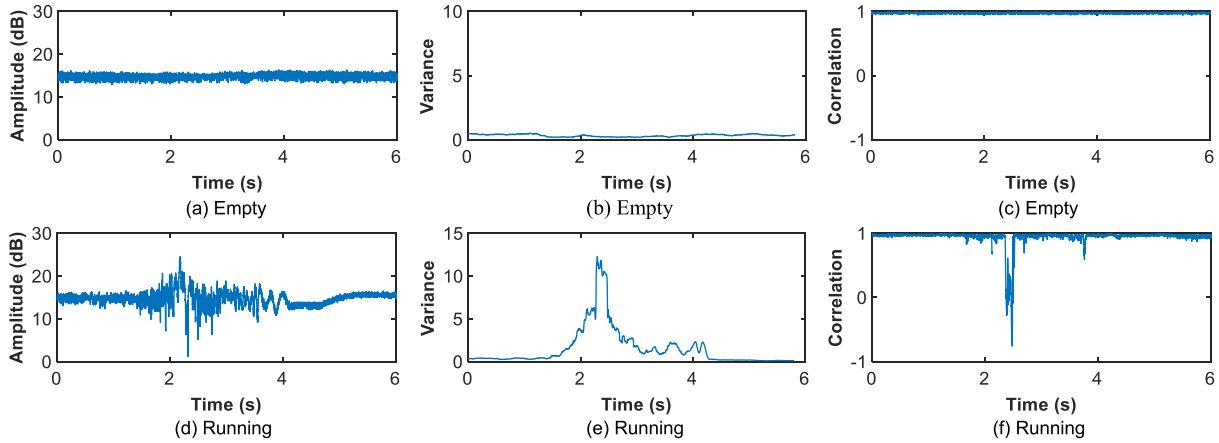 30
20
10
0
Amplitude (dB)
0 2 4 6
Time (s)
(a) Empty
10
5
0
Variance
0 2 4 6
Time (s)
(b) Empty
1
0
-1
Correlation
0 2 4 6
Time (s)
(c) Empty
30
20
10
0
Amplitude (dB)
0 2 4 6
Time (s)
(d) Running
15
10
5
0
Variance
0 2 4 6
Time (s)
(e) Running
1
0
-1
Correlation
0 2 4 6
Time (s)
(f) Running